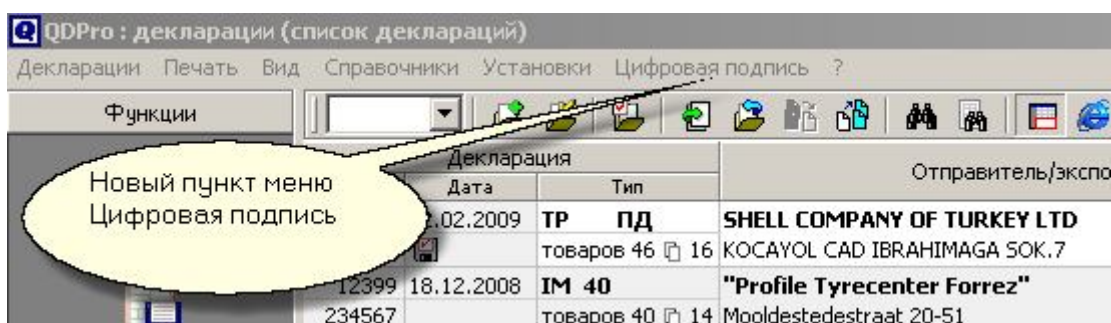 QDPro : декларации (список деклараций)
Декларации Печать Вид Справочники Установки Цифровая подпись ?
Функции
Декларация
Отправитель/экспо
Дата Тип
Новый пункт меню
Цифровая подпись
.02.2009 ТР ПД SHELL COMPANY OF TURKEY LTD
товаров 46 16 KOCAYOL CAD IBRAHIMAGA SOK.7
12399 18.12.2008 IM 40 "Profile Tyrecenter Forrez"
234567 товаров 40 14 Mooldestedestraat 20-51